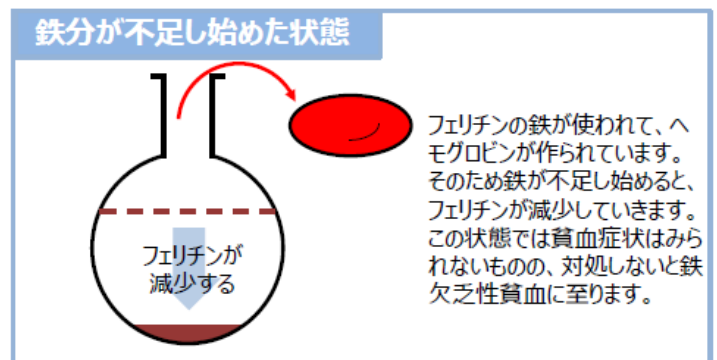 鉄分が不足し始めた状態
フェリチンの鉄が使われて、ヘ
モグロビンが作られています。
そのため鉄が不足し始めると、
フェリチンが減少していきます。
この状態では貧血症状はみら
れないものの、対処しないと鉄
欠乏性貧血に至ります。
フェリチンが
減少する